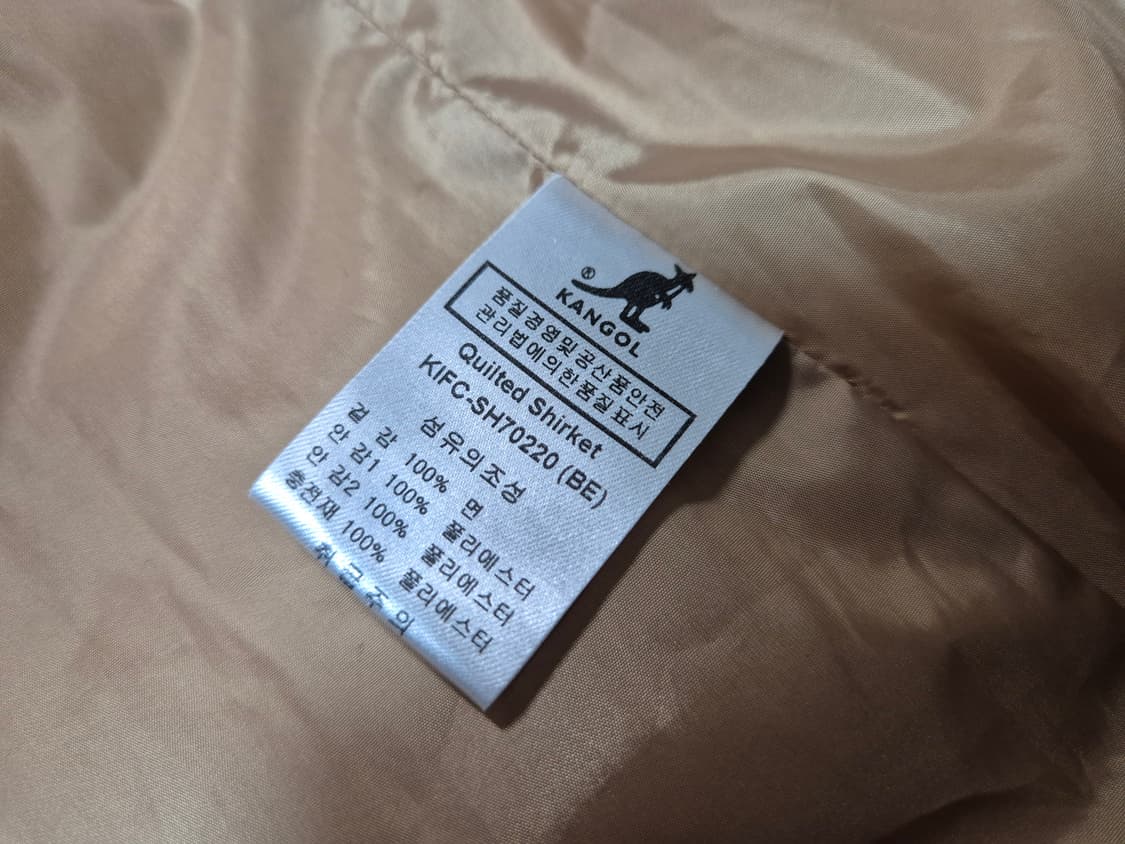 ®
KANGOL
품질경영및공산품안전
관리법에의한품질표시
Quilted Shirket
KIFC-SH70220 (BE)
섬유의조성
겉 감 100% 면
안 감1 100% 폴리에스터
안 감2 100% 폴리에스터
충전재 100% 폴리에스터
취급주의